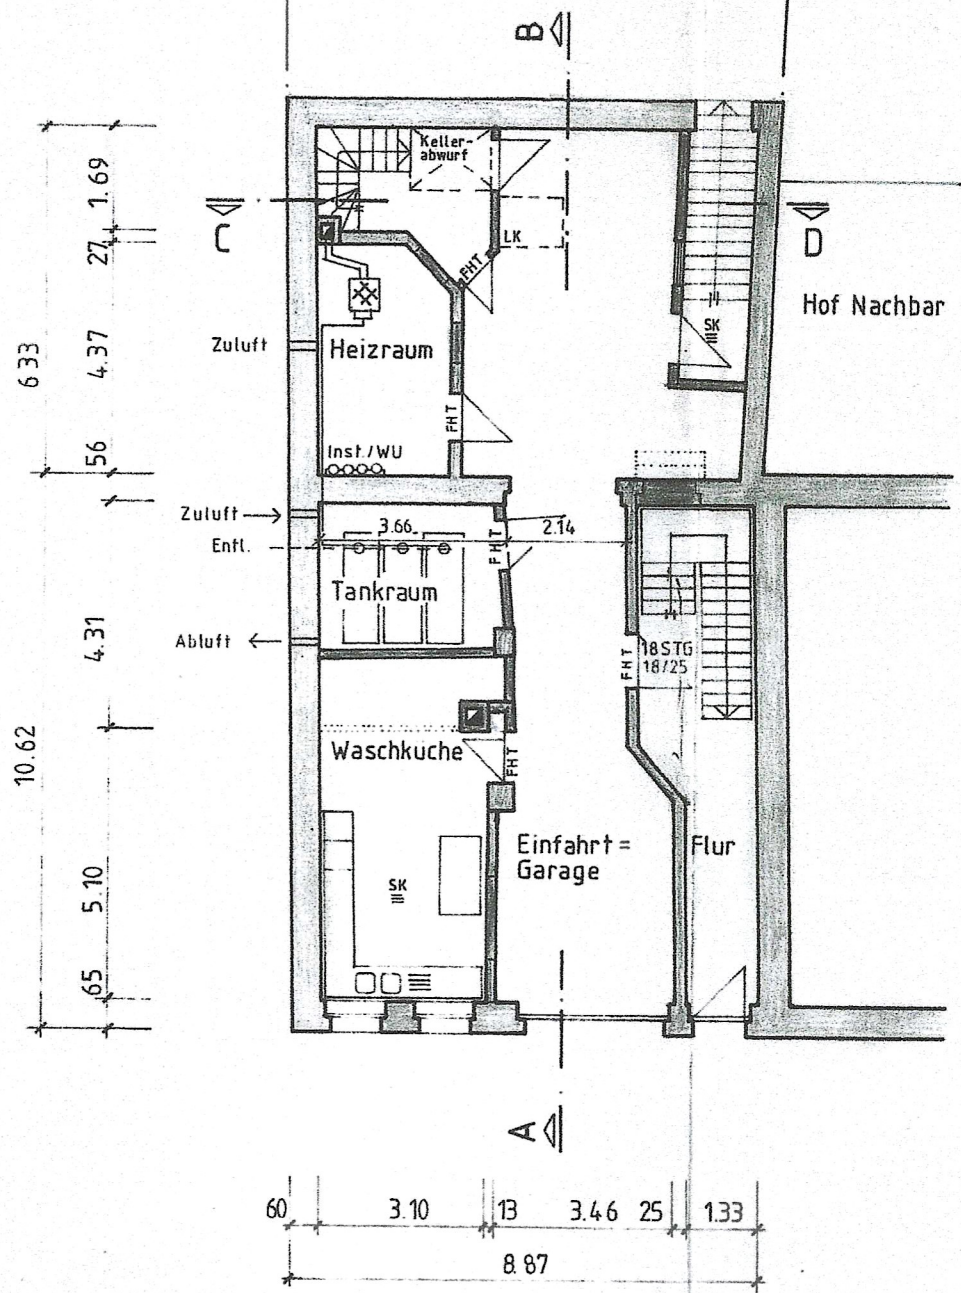 B
Keller-
abwurf
1.69
C
D
27
LK
FHT
Hof Nachbar
SK
Zuluft
Heizraum
6 33
4.37
FHT
Inst./WU
56
Zuluft
3.66
2.14
Entl.
FHT
Tankraum
4.31
Abluft
18 STG
18/25
FHT
10.62
Waschküche
FHT
Einfahrt =
Garage
Flur
5 10
SK
65
A
60
3.10
13
3.46
25
1.33
8.87